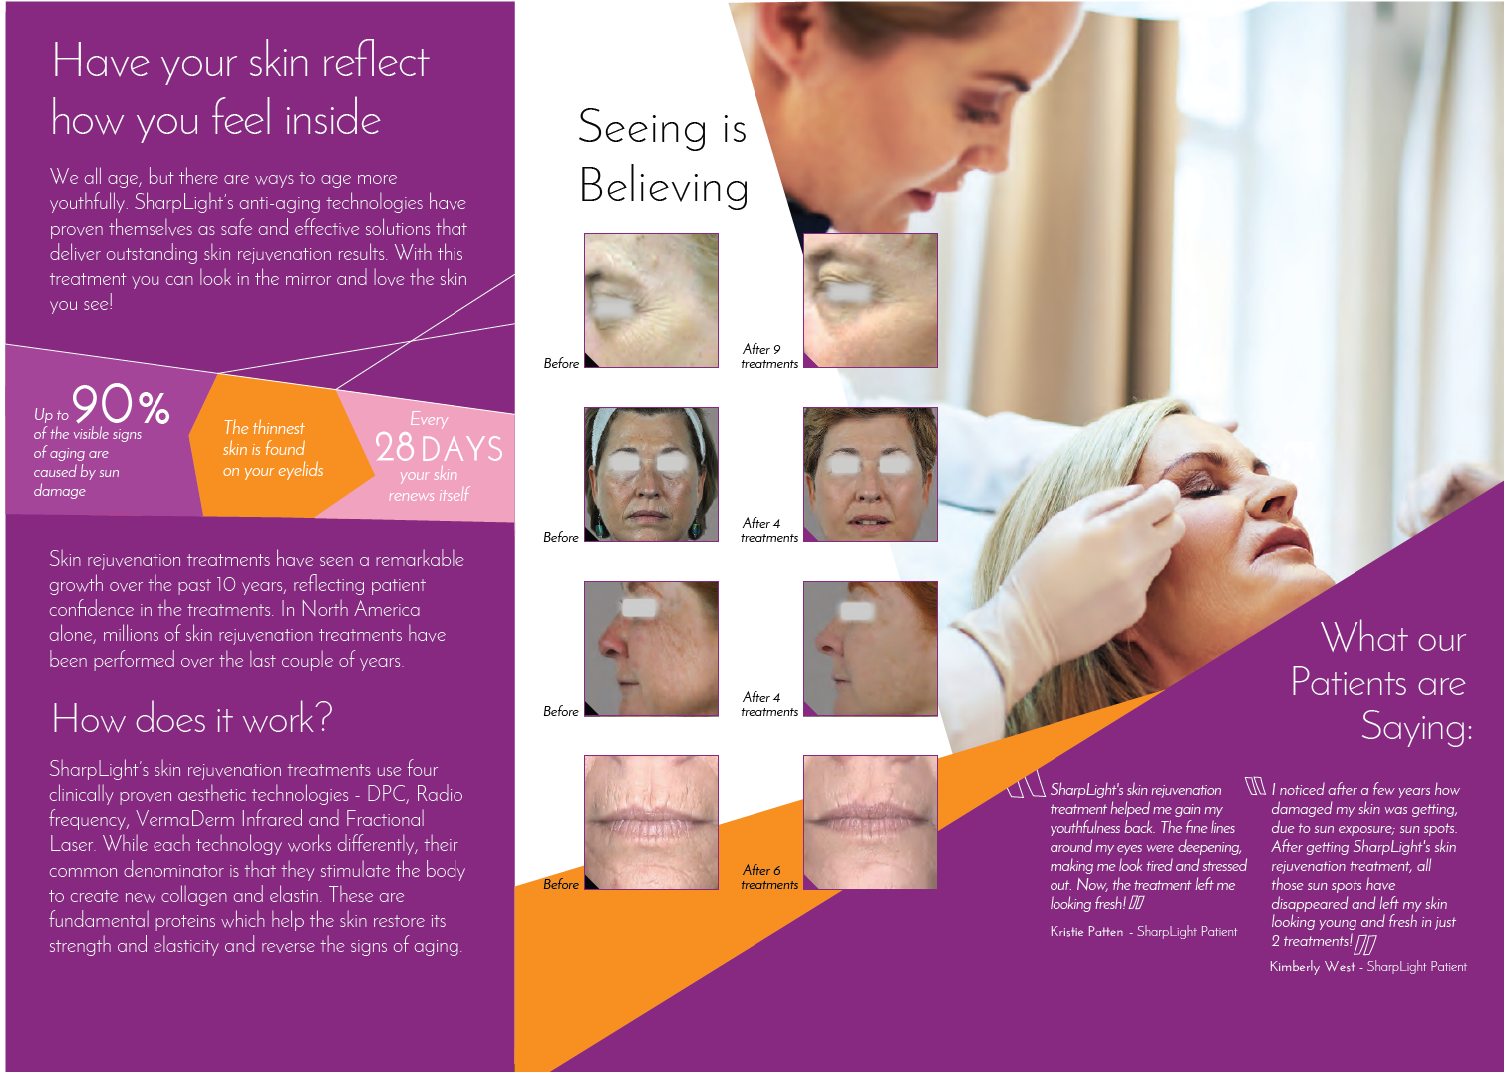 Have your skin reflect
how you feel inside
We all age, but there are ways to age more
youthfully. SharpLight's anti-aging technologies have
proven themselves as safe and effective solutions that
deliver outstanding skin rejuvenation results. With this
treatment you can look in the mirror and love the skin
you see!
Up to 90%
of the visible signs
of aging are
caused by sun
damage
The thinnest
skin is found
on your eyelids
Every
28 DAYS
your skin
renews itself
Skin rejuvenation treatments have seen a remarkable
growth over the past 10 years, reflecting patient
confidence in the treatments. In North America
alone, millions of skin rejuvenation treatments have
been performed over the last couple of years.
How does it work?
SharpLight's skin rejuvenation treatments use four
clinically proven aesthetic technologies - DPC, Radio
frequency, VermaDerm Infrared and Fractional
Laser. While each technology works differently, their
common denominator is that they stimulate the body
to create new collagen and elastin. These are
fundamental proteins which help the skin restore its
strength and elasticity and reverse the signs of aging.
Seeing is
Believing
Before
After 9
treatments
Before
After 4
treatments
Before
After 4
treatments
Before
After 6
treatments
What our
Patients are
Saying:
"SharpLight's skin rejuvenation
treatment helped me gain my
youthfulness back. The fine lines
around my eyes were deepening,
making me look tired and stressed
out. Now, the treatment left me
looking fresh!"
Kristie Patten - SharpLight Patient
"I noticed after a few years how
damaged my skin was getting,
due to sun exposure; sun spots.
After getting SharpLight's skin
rejuvenation treatment, all
those sun spots have
disappeared and left my skin
looking young and fresh in just
2 treatments!"
Kimberly West - SharpLight Patient